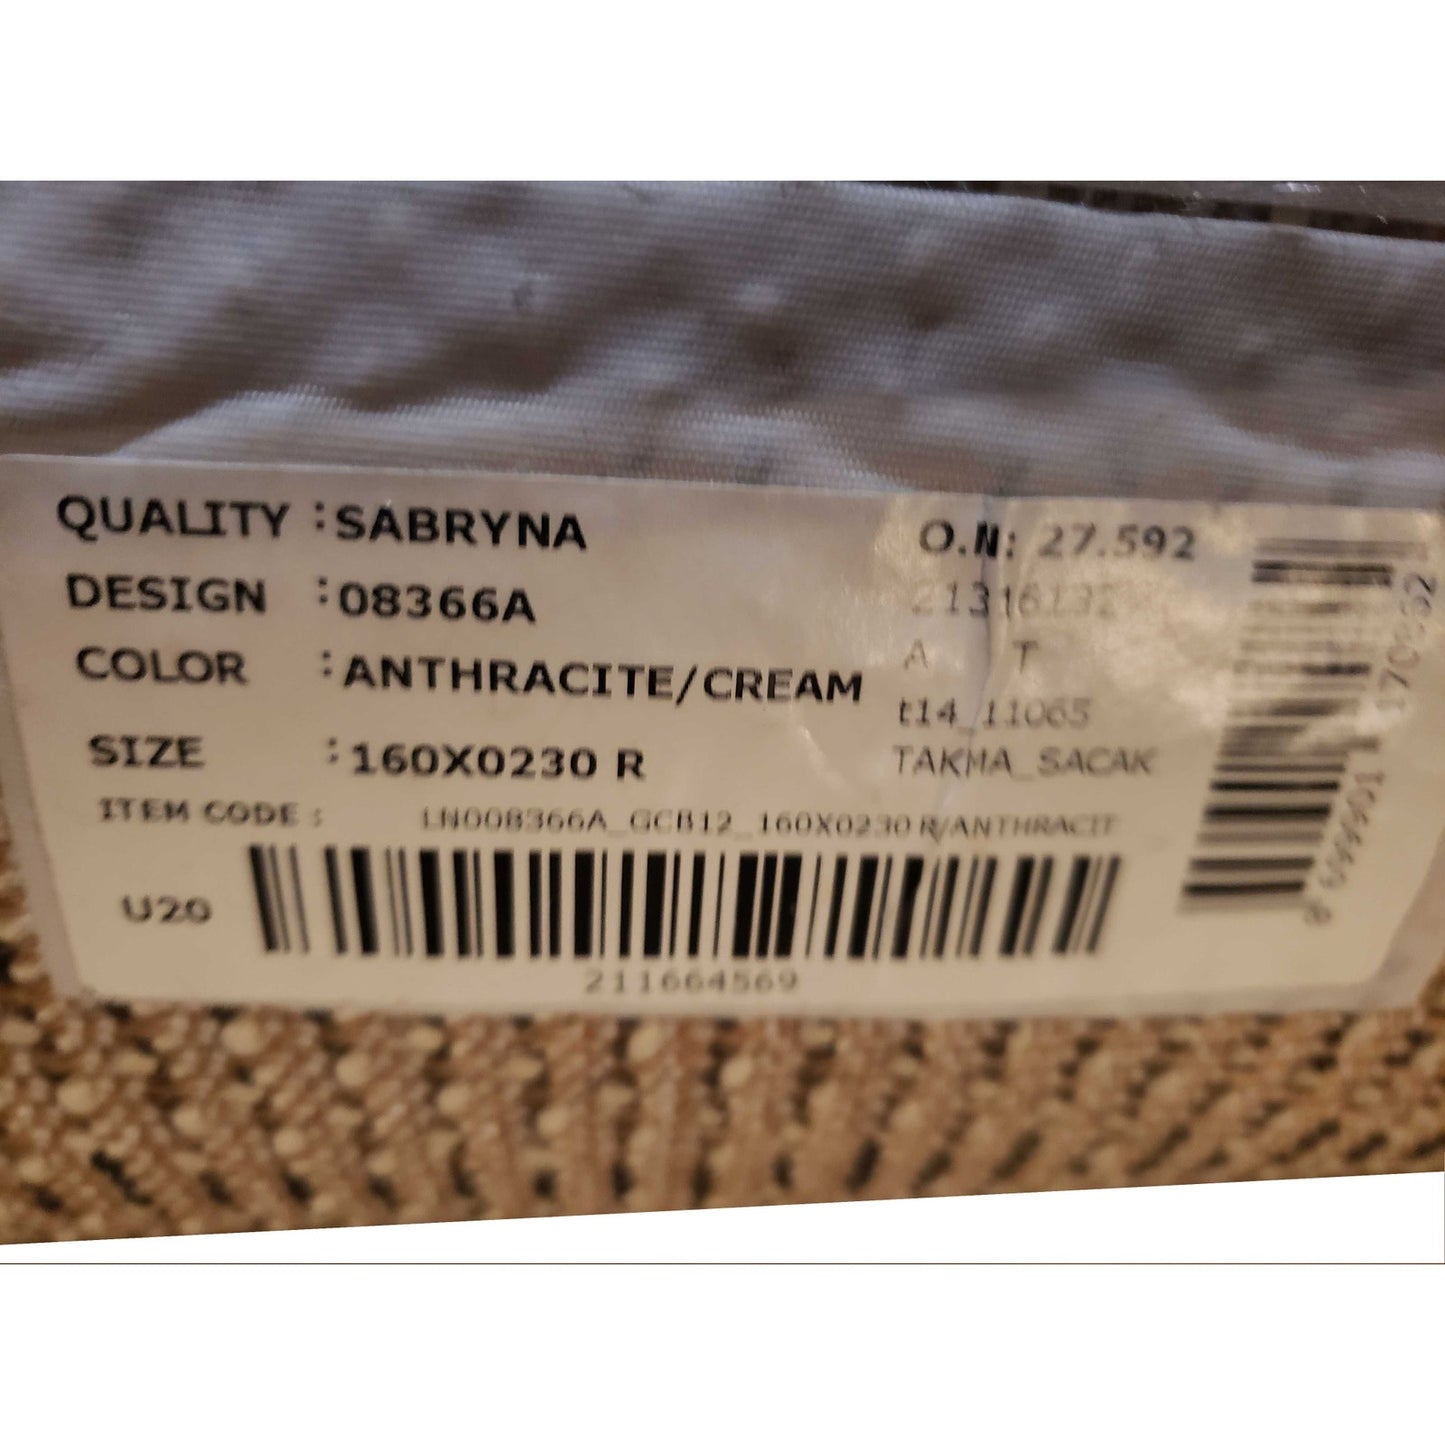 QUALITY :SABRYNA
DESIGN :08366A
COLOR :ANTHRACITE/CREAM
SIZE :160X0230 R
ITEM CODE : LN008366A_GCB12_160X0230 R/ANTHRACIT
U20
211664569
O.N: 27.592
A T
t14_11065
TAKMA_SACAK